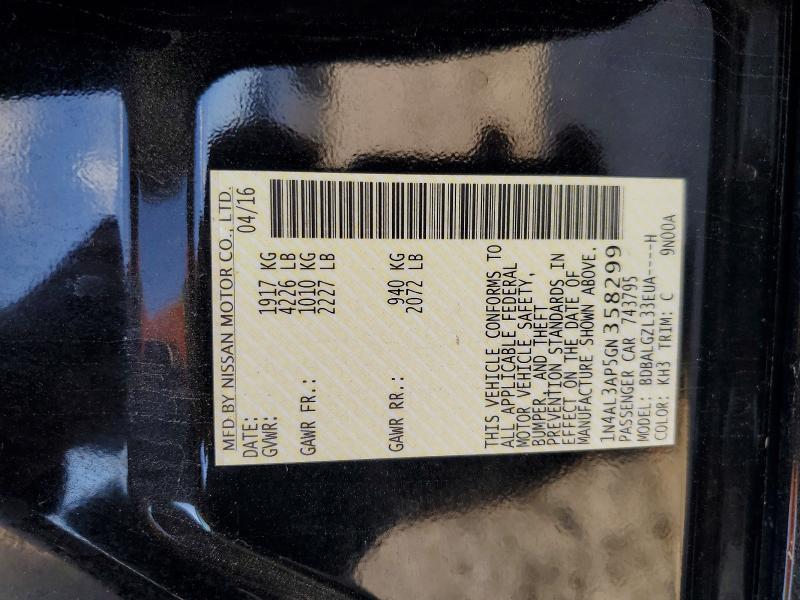 MFD BY NISSAN MOTOR CO., LTD.
DATE: 04/16
GVWR: 1917 KG
4226 LB
GAWR FR.: 1010 KG
2227 LB
GAWR RR.: 940 KG
2072 LB
THIS VEHICLE CONFORMS TO
ALL APPLICABLE FEDERAL
MOTOR VEHICLE SAFETY,
BUMPER, AND THEFT
PREVENTION STANDARDS IN
EFFECT ON THE DATE OF
MANUFACTURE SHOWN ABOVE.
1N4AL3AP5GN358299
PASSENGER CAR 743795
MODEL: BDBALGZL33EUA----H
COLOR: KH3 TRIM: C 9N00A